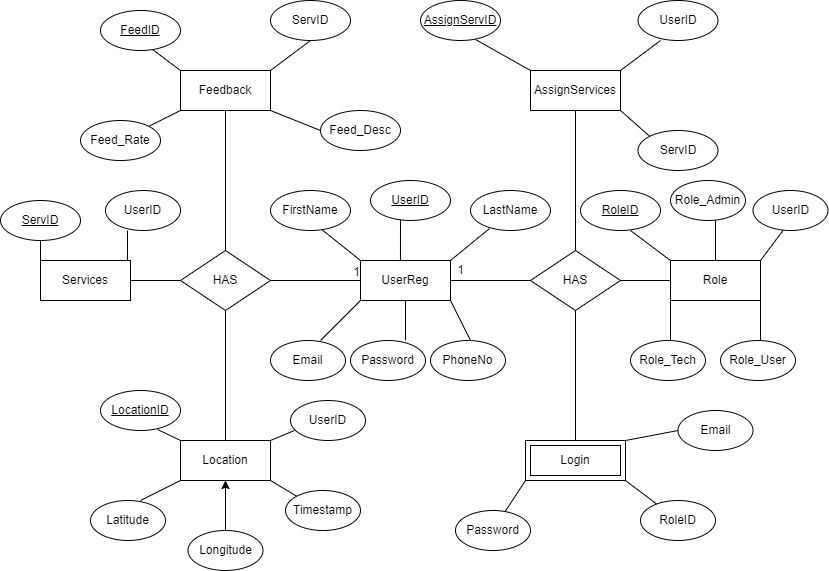 FeedID
ServID
AssignServID
UserID
Feedback
AssignServices
Feed_Rate
Feed_Desc
ServID
ServID
UserID
FirstName
UserID
LastName
RoleID
Role_Admin
UserID
Services
HAS
1
UserReg
1
HAS
Role
Email
Password
PhoneNo
Role_Tech
Role_User
LocationID
UserID
Email
Location
Login
Latitude
Timestamp
Longitude
Password
RoleID